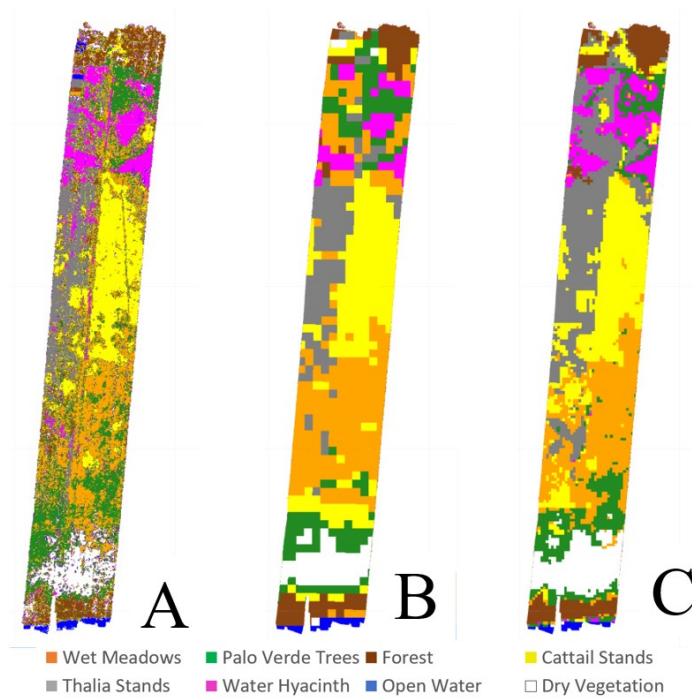 A B C
Wet Meadows Palo Verde Trees Forest Cattail Stands
Thalia Stands Water Hyacinth Open Water Dry Vegetation